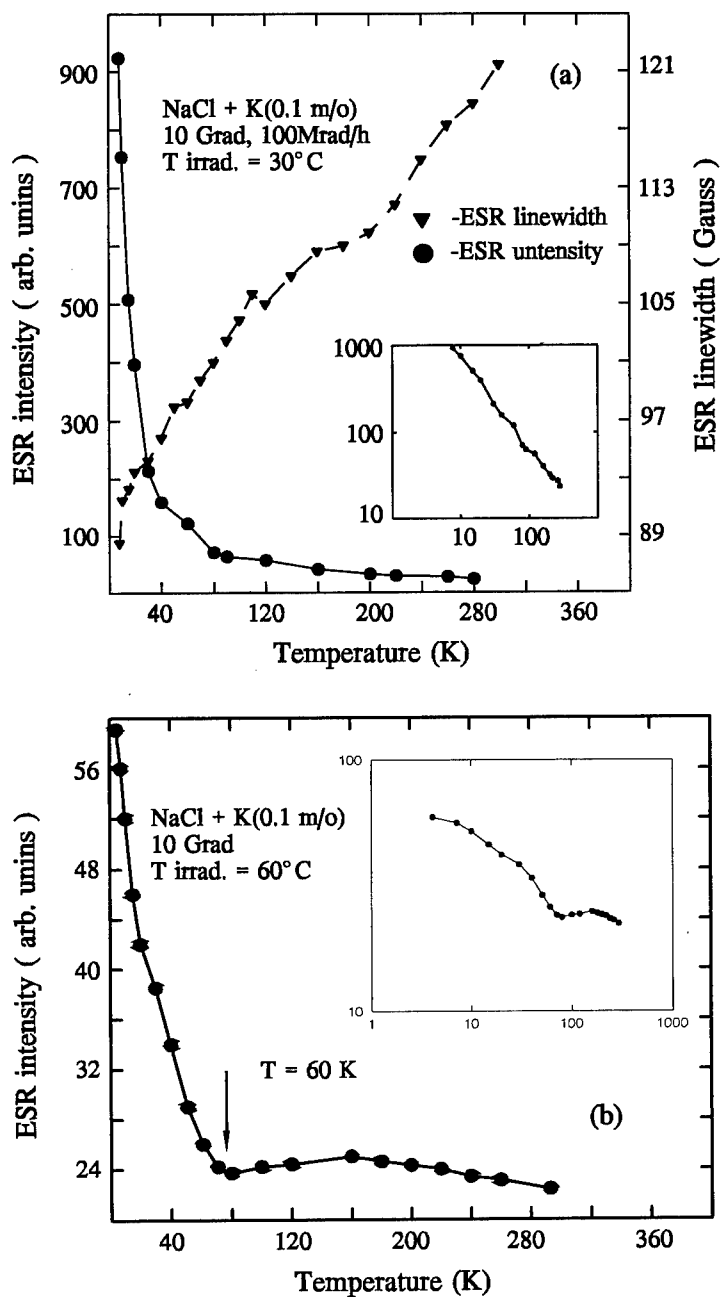 (a)
NaCl + K(0.1 m/o)
10 Grad, 100Mrad/h
T irrad. = 30°C
-ESR linewidth
-ESR untensity
ESR intensity ( arb. unins )
900
700
500
300
100
ESR linewidth ( Gauss )
121
113
105
97
89
1000
100
10
10 100
40 120 200 280 360
Temperature (K)
(b)
NaCl + K(0.1 m/o)
10 Grad
T irrad. = 60°C
T = 60 K
ESR intensity ( arb. unins )
56
48
40
32
24
100
10
1 10 100 1000
40 120 200 280 360
Temperature (K)